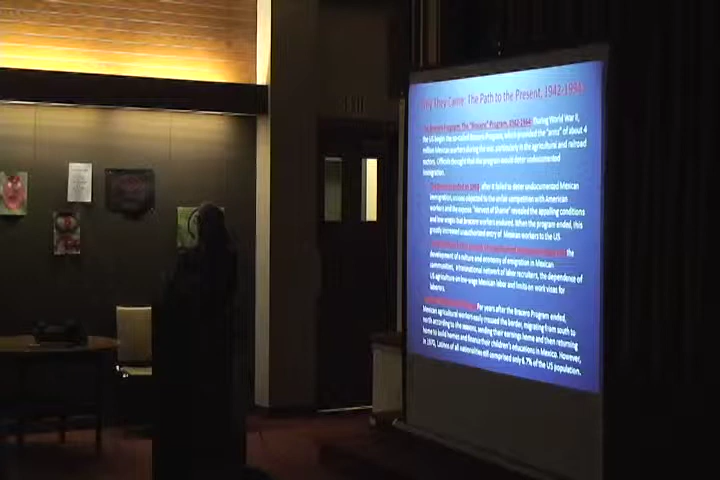 Why They Came: The Path to the Present, 1942-1994
The Bracero Program. The "Bracero" Program, 1942-1964: During World War II,
the US began the so-called Bracero Program, which provided the "arms" of about 4
million Mexican workers during the war, particularly in the agricultural and railroad
sectors. Officials thought that the program would deter undocumented
immigration.
after it failed to deter undocumented Mexican
immigration, unions objected to the unfair competition with American
workers and the expose "Harvest of Shame" revealed the appalling conditions
and low wages that bracero workers endured. When the program ended, this
greatly increased unauthorized entry of Mexican workers to the US.
the
development of a culture and economy of emigration in Mexican
communities, a transnational network of labor recruiters, the dependence of
US agriculture on low-wage Mexican labor and limits on work visas for
laborers.
For years after the Bracero Program ended,
Mexican agricultural workers easily crossed the border, migrating from south to
north according to the seasons, sending their earnings home and then returning
home to build homes and finance their children's educations in Mexico. However,
in 1970, Latinos of all nationalities still comprised only 4.7% of the US population.